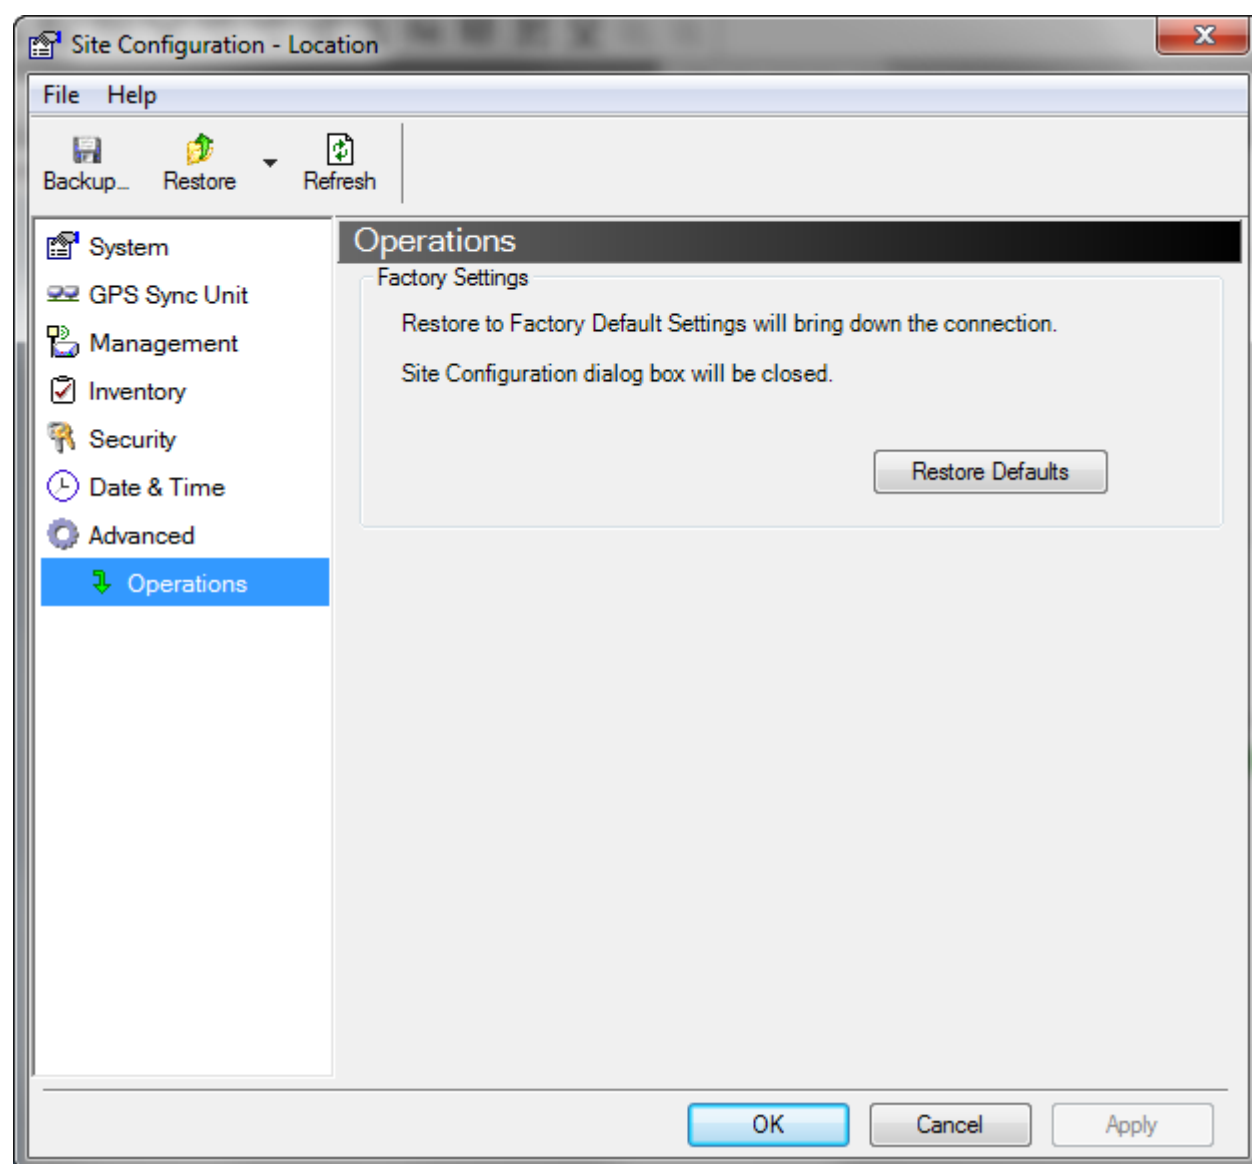 Site Configuration - Location
File Help
Backup... Restore Refresh
System
GPS Sync Unit
Management
Inventory
Security
Date & Time
Advanced
Operations
Operations
Factory Settings
Restore to Factory Default Settings will bring down the connection.
Site Configuration dialog box will be closed.
Restore Defaults
OK Cancel Apply